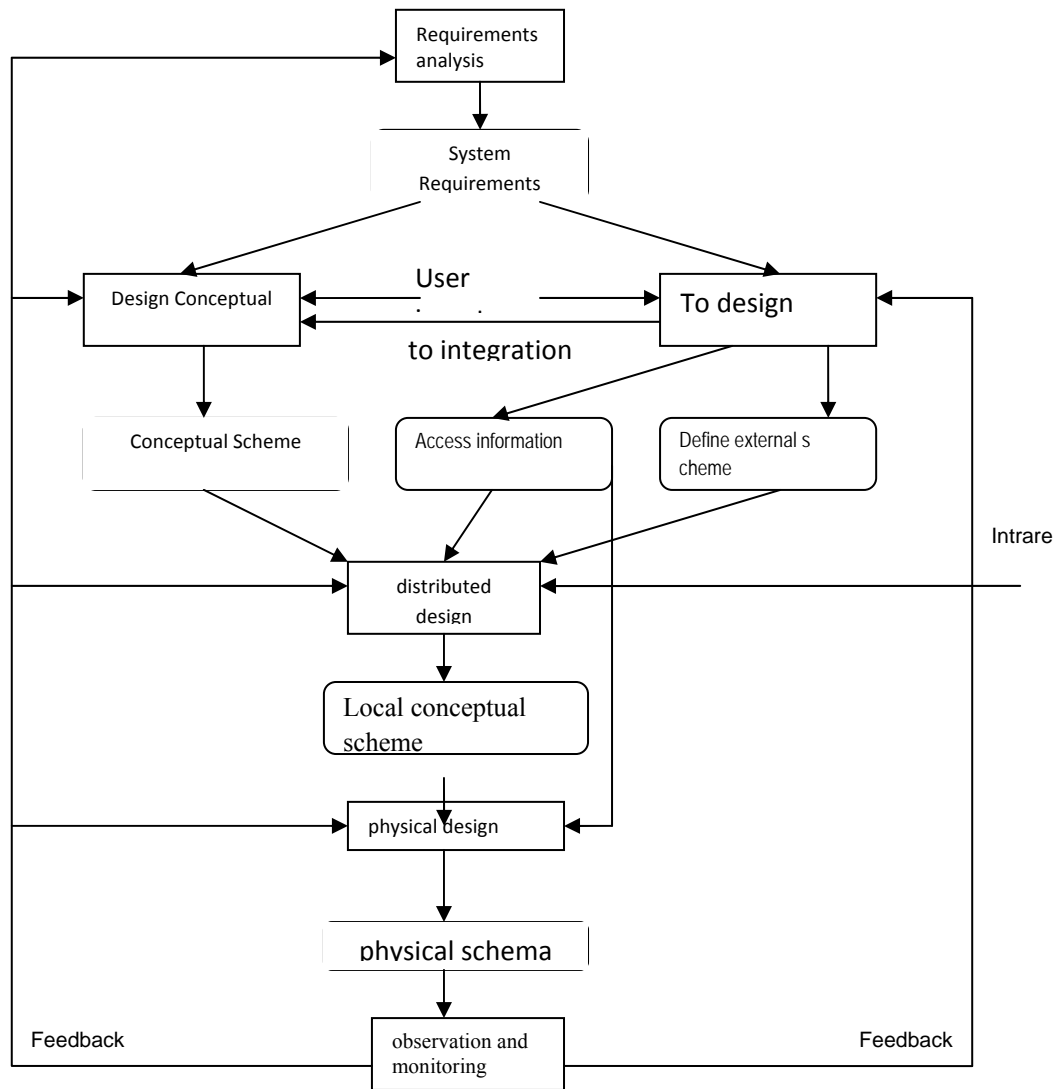 Requirements
analysis
System
Requirements
User
Design Conceptual
To design
to integration
Conceptual Scheme
Access information
Define external s
cheme
Intrare
distributed
design
Local conceptual
scheme
physical design
physical schema
Feedback
observation and
monitoring
Feedback